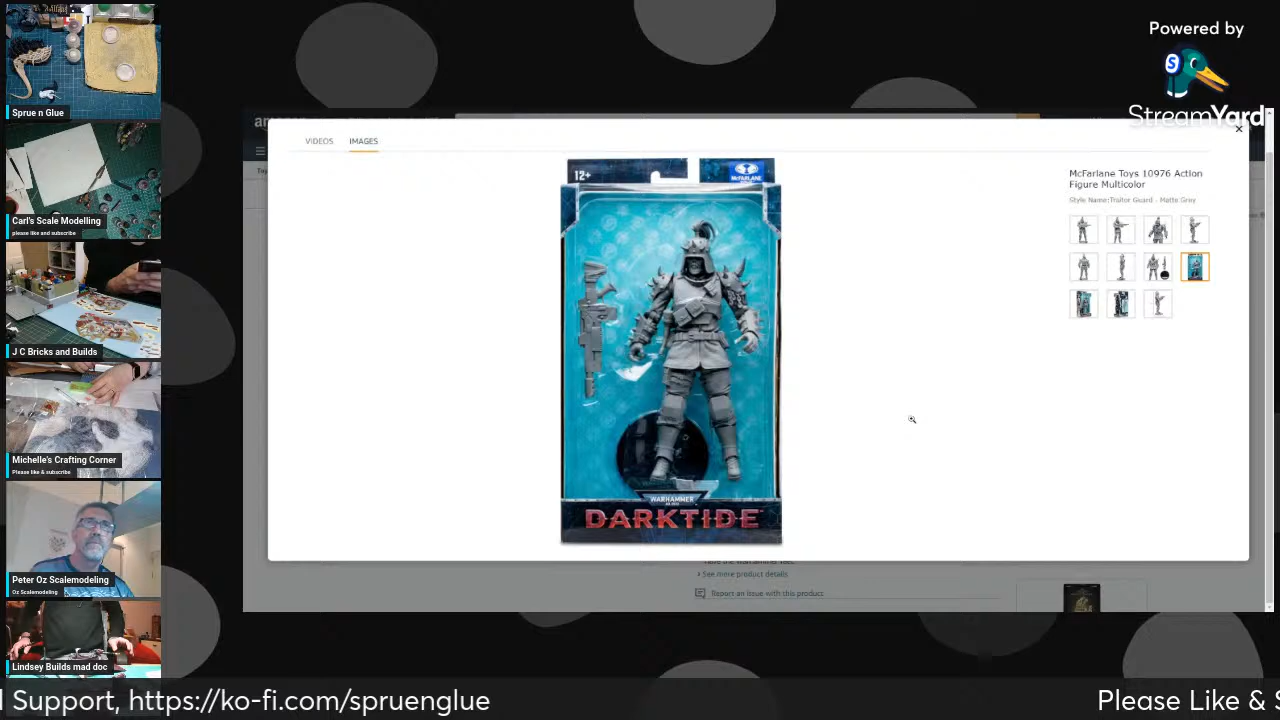 Sprue n Glue
Carl's Scale Modelling
please like and subscribe
J C Bricks and Builds
Michelle's Crafting Corner
Please like & subscribe
Peter Oz Scalemodeling
Oz Scalemodeling
Lindsey Builds mad doc
Powered by
S
StreamYard
VIDEOS
IMAGES
12+
McFARLANE
WARHAMMER
DARKTIDE
McFarlane Toys 10976 Action
Figure Multicolor
Style Name:Traitor Guard - Matte Grey
› See more product details
Report an issue with this product
Support, https://ko-fi.com/spruenglue
Please Like & S